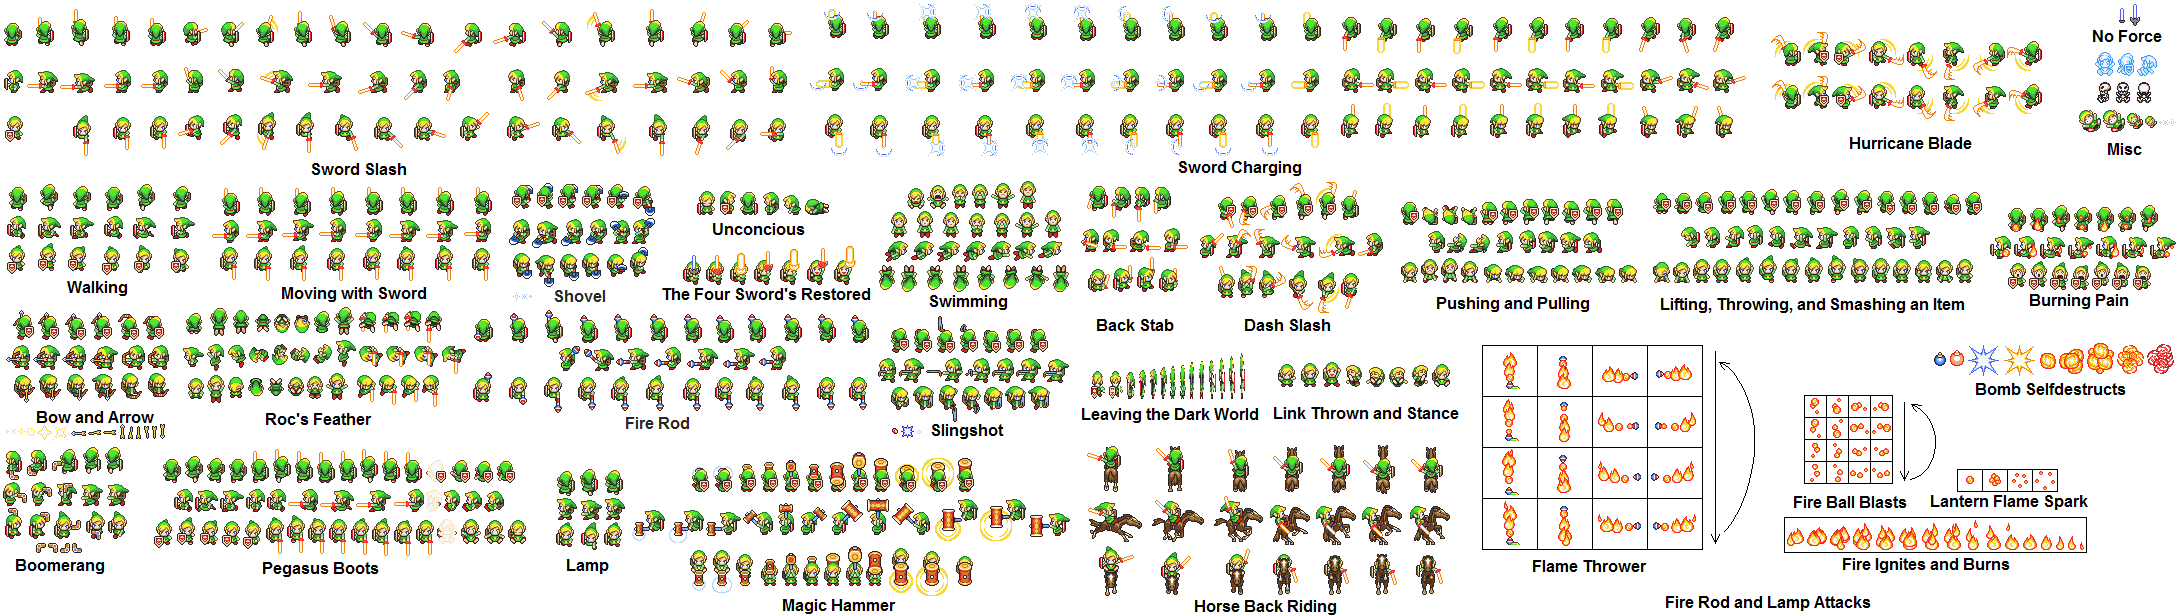 No Force
Hurricane Blade
Misc
Sword Slash
Sword Charging
Unconcious
Walking
Moving with Sword
Shovel
The Four Sword's Restored
Swimming
Back Stab
Dash Slash
Pushing and Pulling
Lifting, Throwing, and Smashing an Item
Burning Pain
Bow and Arrow
Roc's Feather
Fire Rod
Slingshot
Leaving the Dark World
Link Thrown and Stance
Bomb Selfdestructs
Fire Ball Blasts
Lantern Flame Spark
Boomerang
Pegasus Boots
Lamp
Magic Hammer
Horse Back Riding
Flame Thrower
Fire Ignites and Burns
Fire Rod and Lamp Attacks